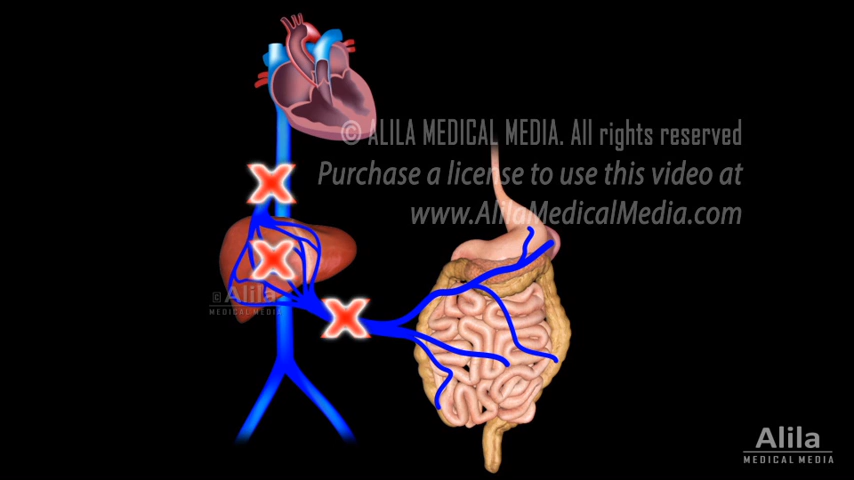 © ALILA MEDICAL MEDIA. All rights reserved
Purchase a license to use this video at
www.AlilaMedicalMedia.com
© Alila
MEDICAL MEDIA
Alila
MEDICAL MEDIA